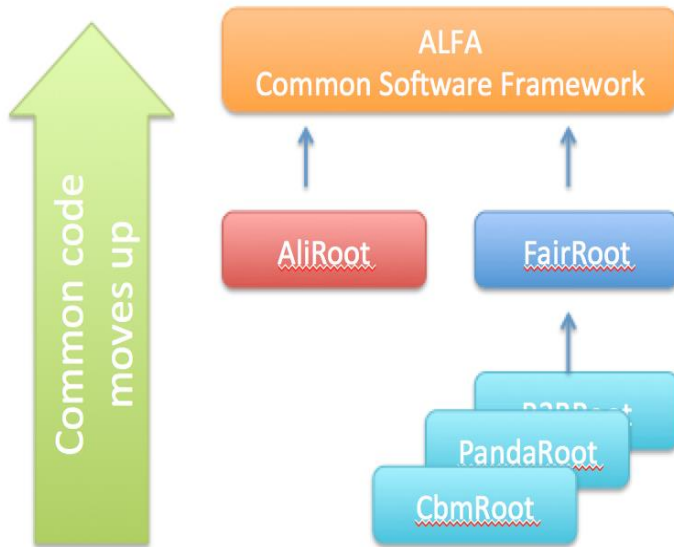 ALFA
Common Software Framework
Common code
moves up
AliRoot
FairRoot
PandaRoot
CbmRoot